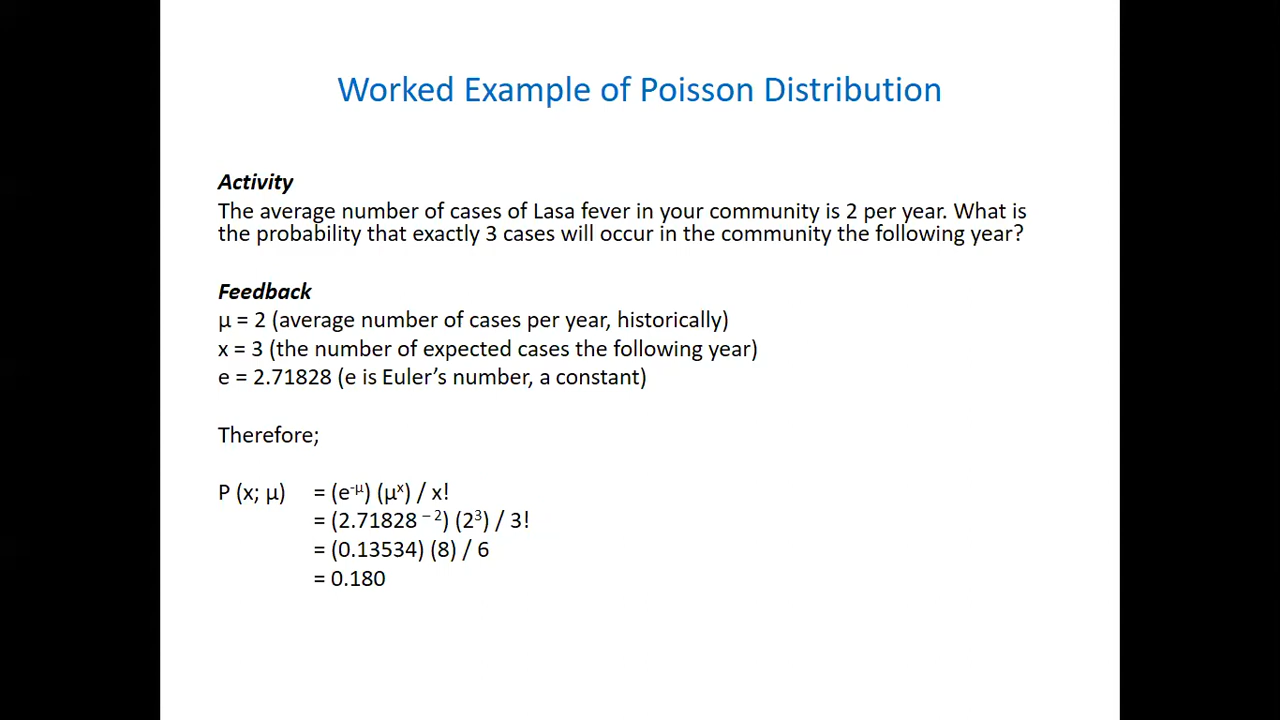 Worked Example of Poisson Distribution
Activity
The average number of cases of Lasa fever in your community is 2 per year. What is
the probability that exactly 3 cases will occur in the community the following year?
Feedback
μ = 2 (average number of cases per year, historically)
x = 3 (the number of expected cases the following year)
e = 2.71828 (e is Euler’s number, a constant)
Therefore;
P (x; μ) = (e⁻ᵘ) (μˣ) / x!
= (2.71828 ⁻ ²) (2³) / 3!
= (0.13534) (8) / 6
= 0.180